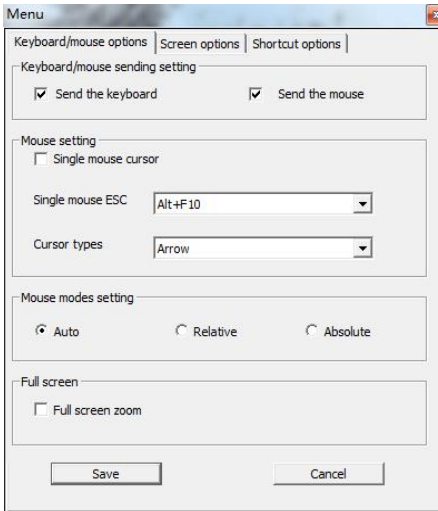 Menu
Keyboard/mouse options Screen options Shortcut options
Keyboard/mouse sending setting
Send the keyboard Send the mouse
Mouse setting
Single mouse cursor
Single mouse ESC Alt+F10
Cursor types Arrow
Mouse modes setting
Auto Relative Absolute
Full screen
Full screen zoom
Save Cancel